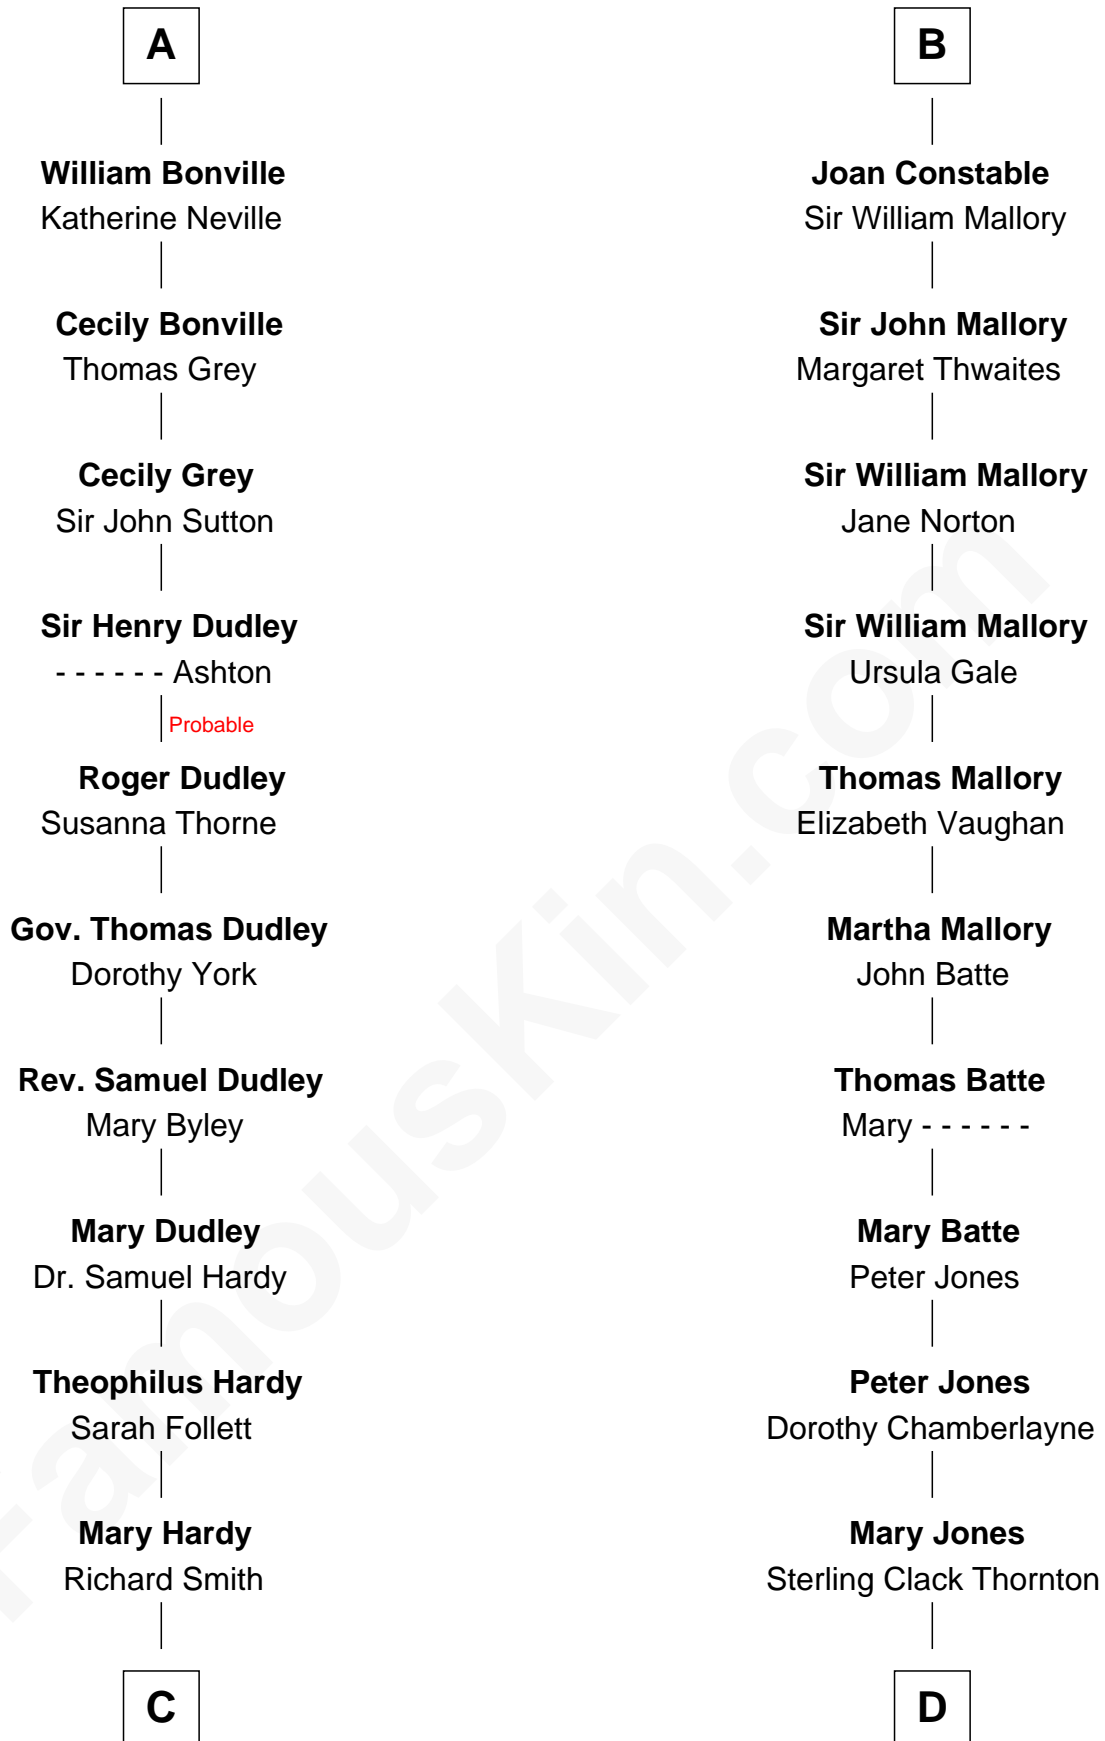 A
William Bonville
Katherine Neville
Cecily Bonville
Thomas Grey
Cecily Grey
Sir John Sutton
Sir Henry Dudley
- - - - - - Ashton
Probable
Roger Dudley
Susanna Thorne
Gov. Thomas Dudley
Dorothy York
Rev. Samuel Dudley
Mary Byley
Mary Dudley
Dr. Samuel Hardy
Theophilus Hardy
Sarah Follett
Mary Hardy
Richard Smith
C
B
Joan Constable
Sir William Mallory
Sir John Mallory
Margaret Thwaites
Sir William Mallory
Jane Norton
Sir William Mallory
Ursula Gale
Thomas Mallory
Elizabeth Vaughan
Martha Mallory
John Batte
Thomas Batte
Mary - - - - - -
Mary Batte
Peter Jones
Peter Jones
Dorothy Chamberlayne
Mary Jones
Sterling Clack Thornton
D
FamousKin.com